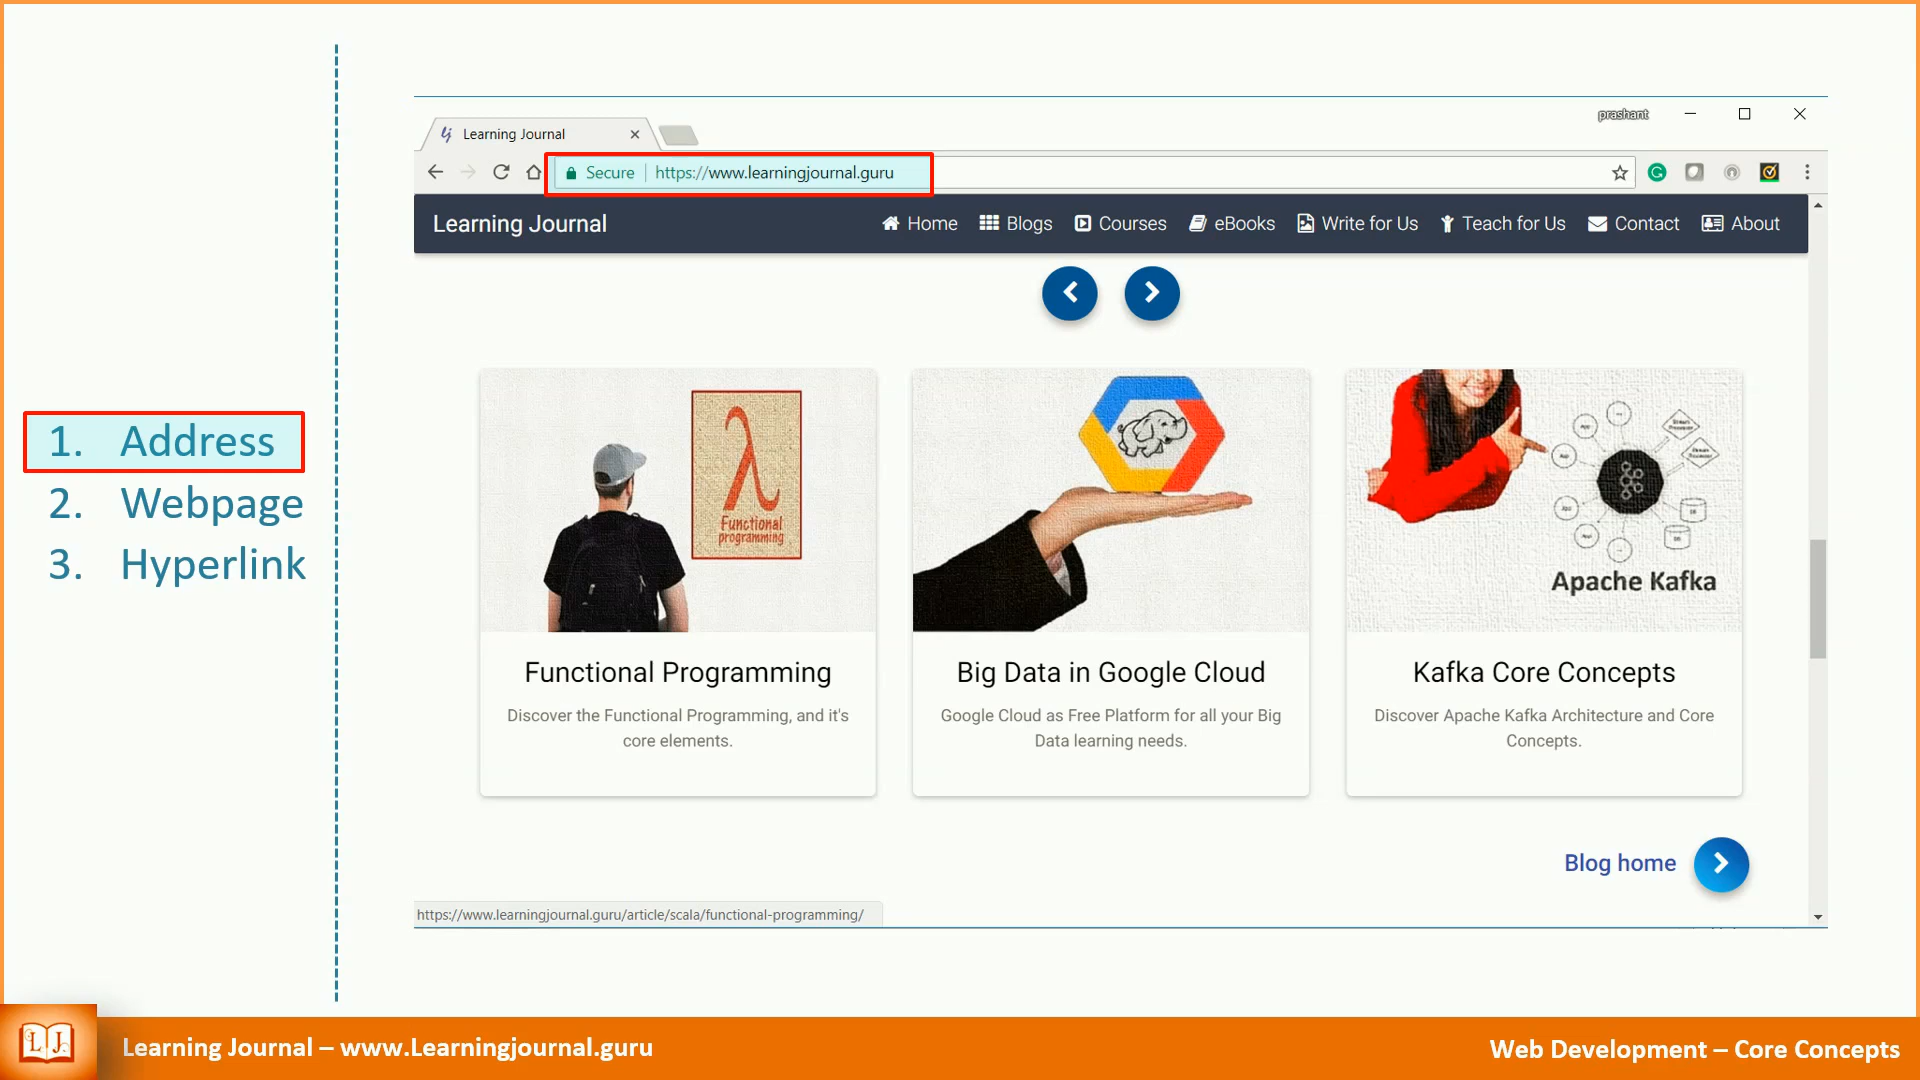 1. Address
2. Webpage
3. Hyperlink
prashant
Learning Journal
Secure | https://www.learningjournal.guru
Learning Journal Home Blogs Courses eBooks Write for Us Teach for Us Contact About
Functional
programming
Apache Kafka
Functional Programming
Discover the Functional Programming, and it's
core elements.
Big Data in Google Cloud
Google Cloud as Free Platform for all your Big
Data learning needs.
Kafka Core Concepts
Discover Apache Kafka Architecture and Core
Concepts.
Blog home
https://www.learningjournal.guru/article/scala/functional-programming/
LJ
Learning Journal – www.Learningjournal.guru
Web Development – Core Concepts